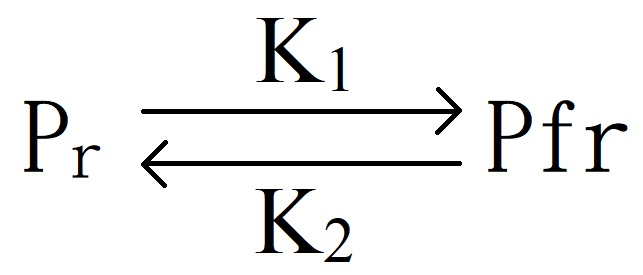 K₁
Pᵣ Pfr
K₂